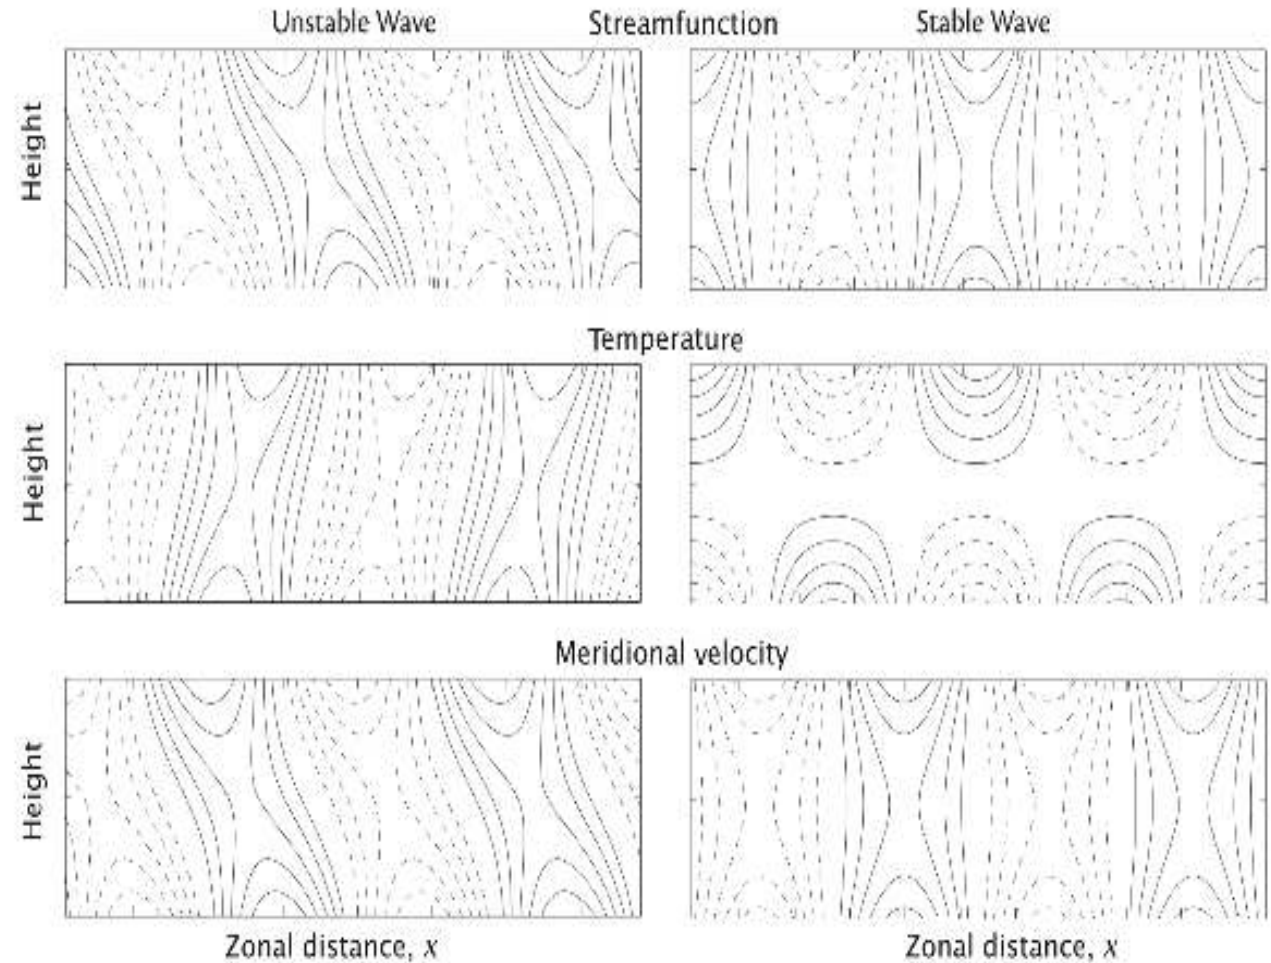 Unstable Wave Streamfunction Stable Wave
Height
Temperature
Height
Meridional velocity
Height
Zonal distance, x Zonal distance, x